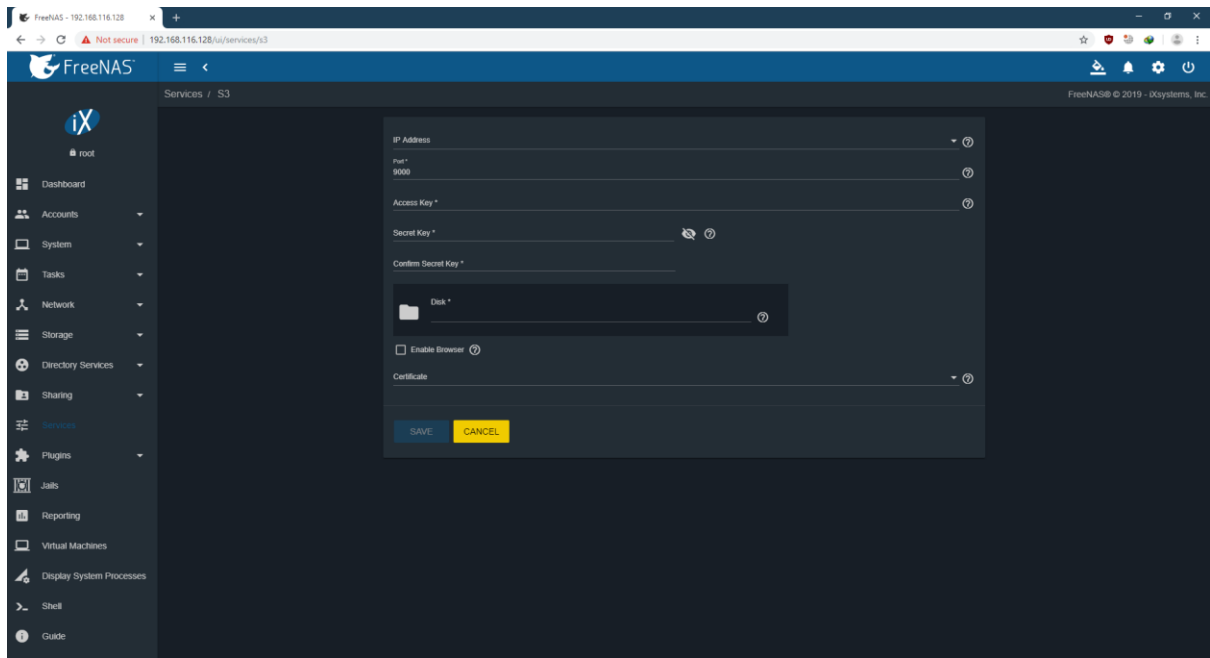 FreeNAS - 192.168.116.128
Not secure | 192.168.116.128/ui/services/s3
FreeNAS
Services / S3
FreeNAS® © 2019 - iXsystems, Inc.
iX
root
Dashboard
Accounts
System
Tasks
Network
Storage
Directory Services
Sharing
Services
Plugins
Jails
Reporting
Virtual Machines
Display System Processes
Shell
Guide
IP Address
Port *
9000
Access Key *
Secret Key *
Confirm Secret Key *
Disk *
Enable Browser
Certificate
SAVE CANCEL